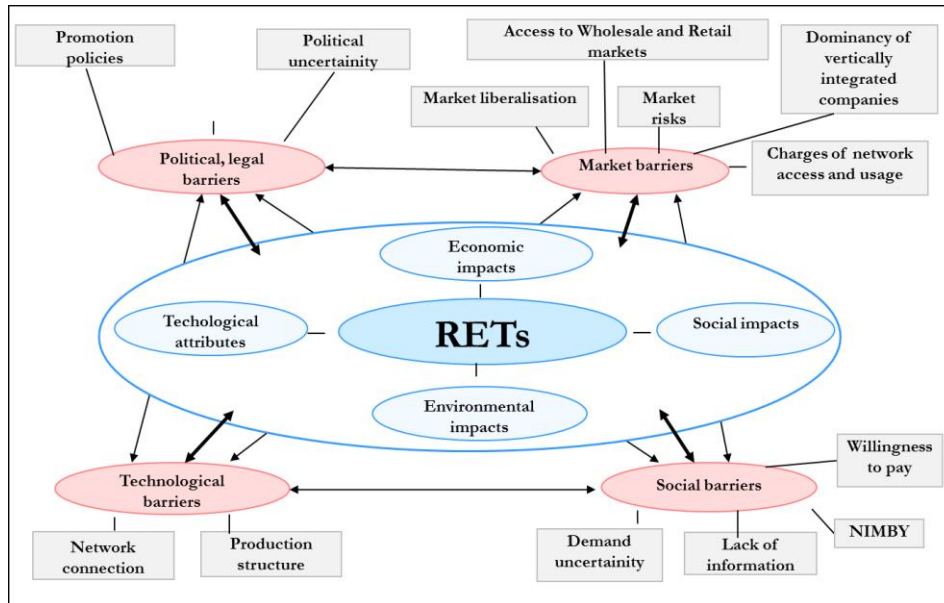 Promotion
policies
Political
uncertainity
Access to Wholesale and Retail
markets
Dominancy of
vertically
integrated
companies
Market liberalisation
Market
risks
Political, legal
barriers
Market barriers
Charges of network
access and usage
Economic
impacts
Techological
attributes
RETs
Social impacts
Environmental
impacts
Willingness
to pay
Technological
barriers
Social barriers
Network
connection
Production
structure
Demand
uncertainity
Lack of
information
NIMBY